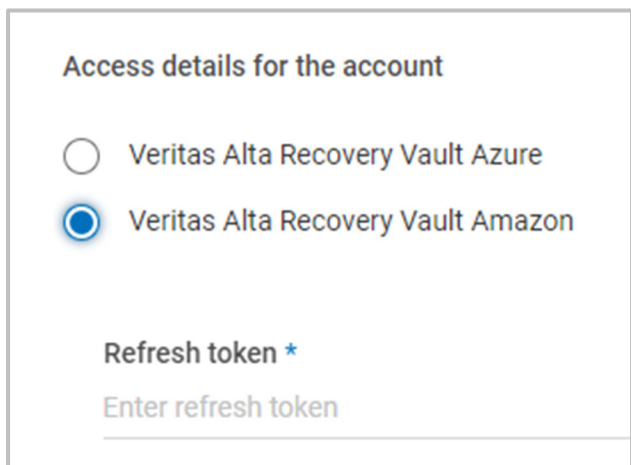 Access details for the account
Veritas Alta Recovery Vault Azure
Veritas Alta Recovery Vault Amazon
Refresh token *
Enter refresh token